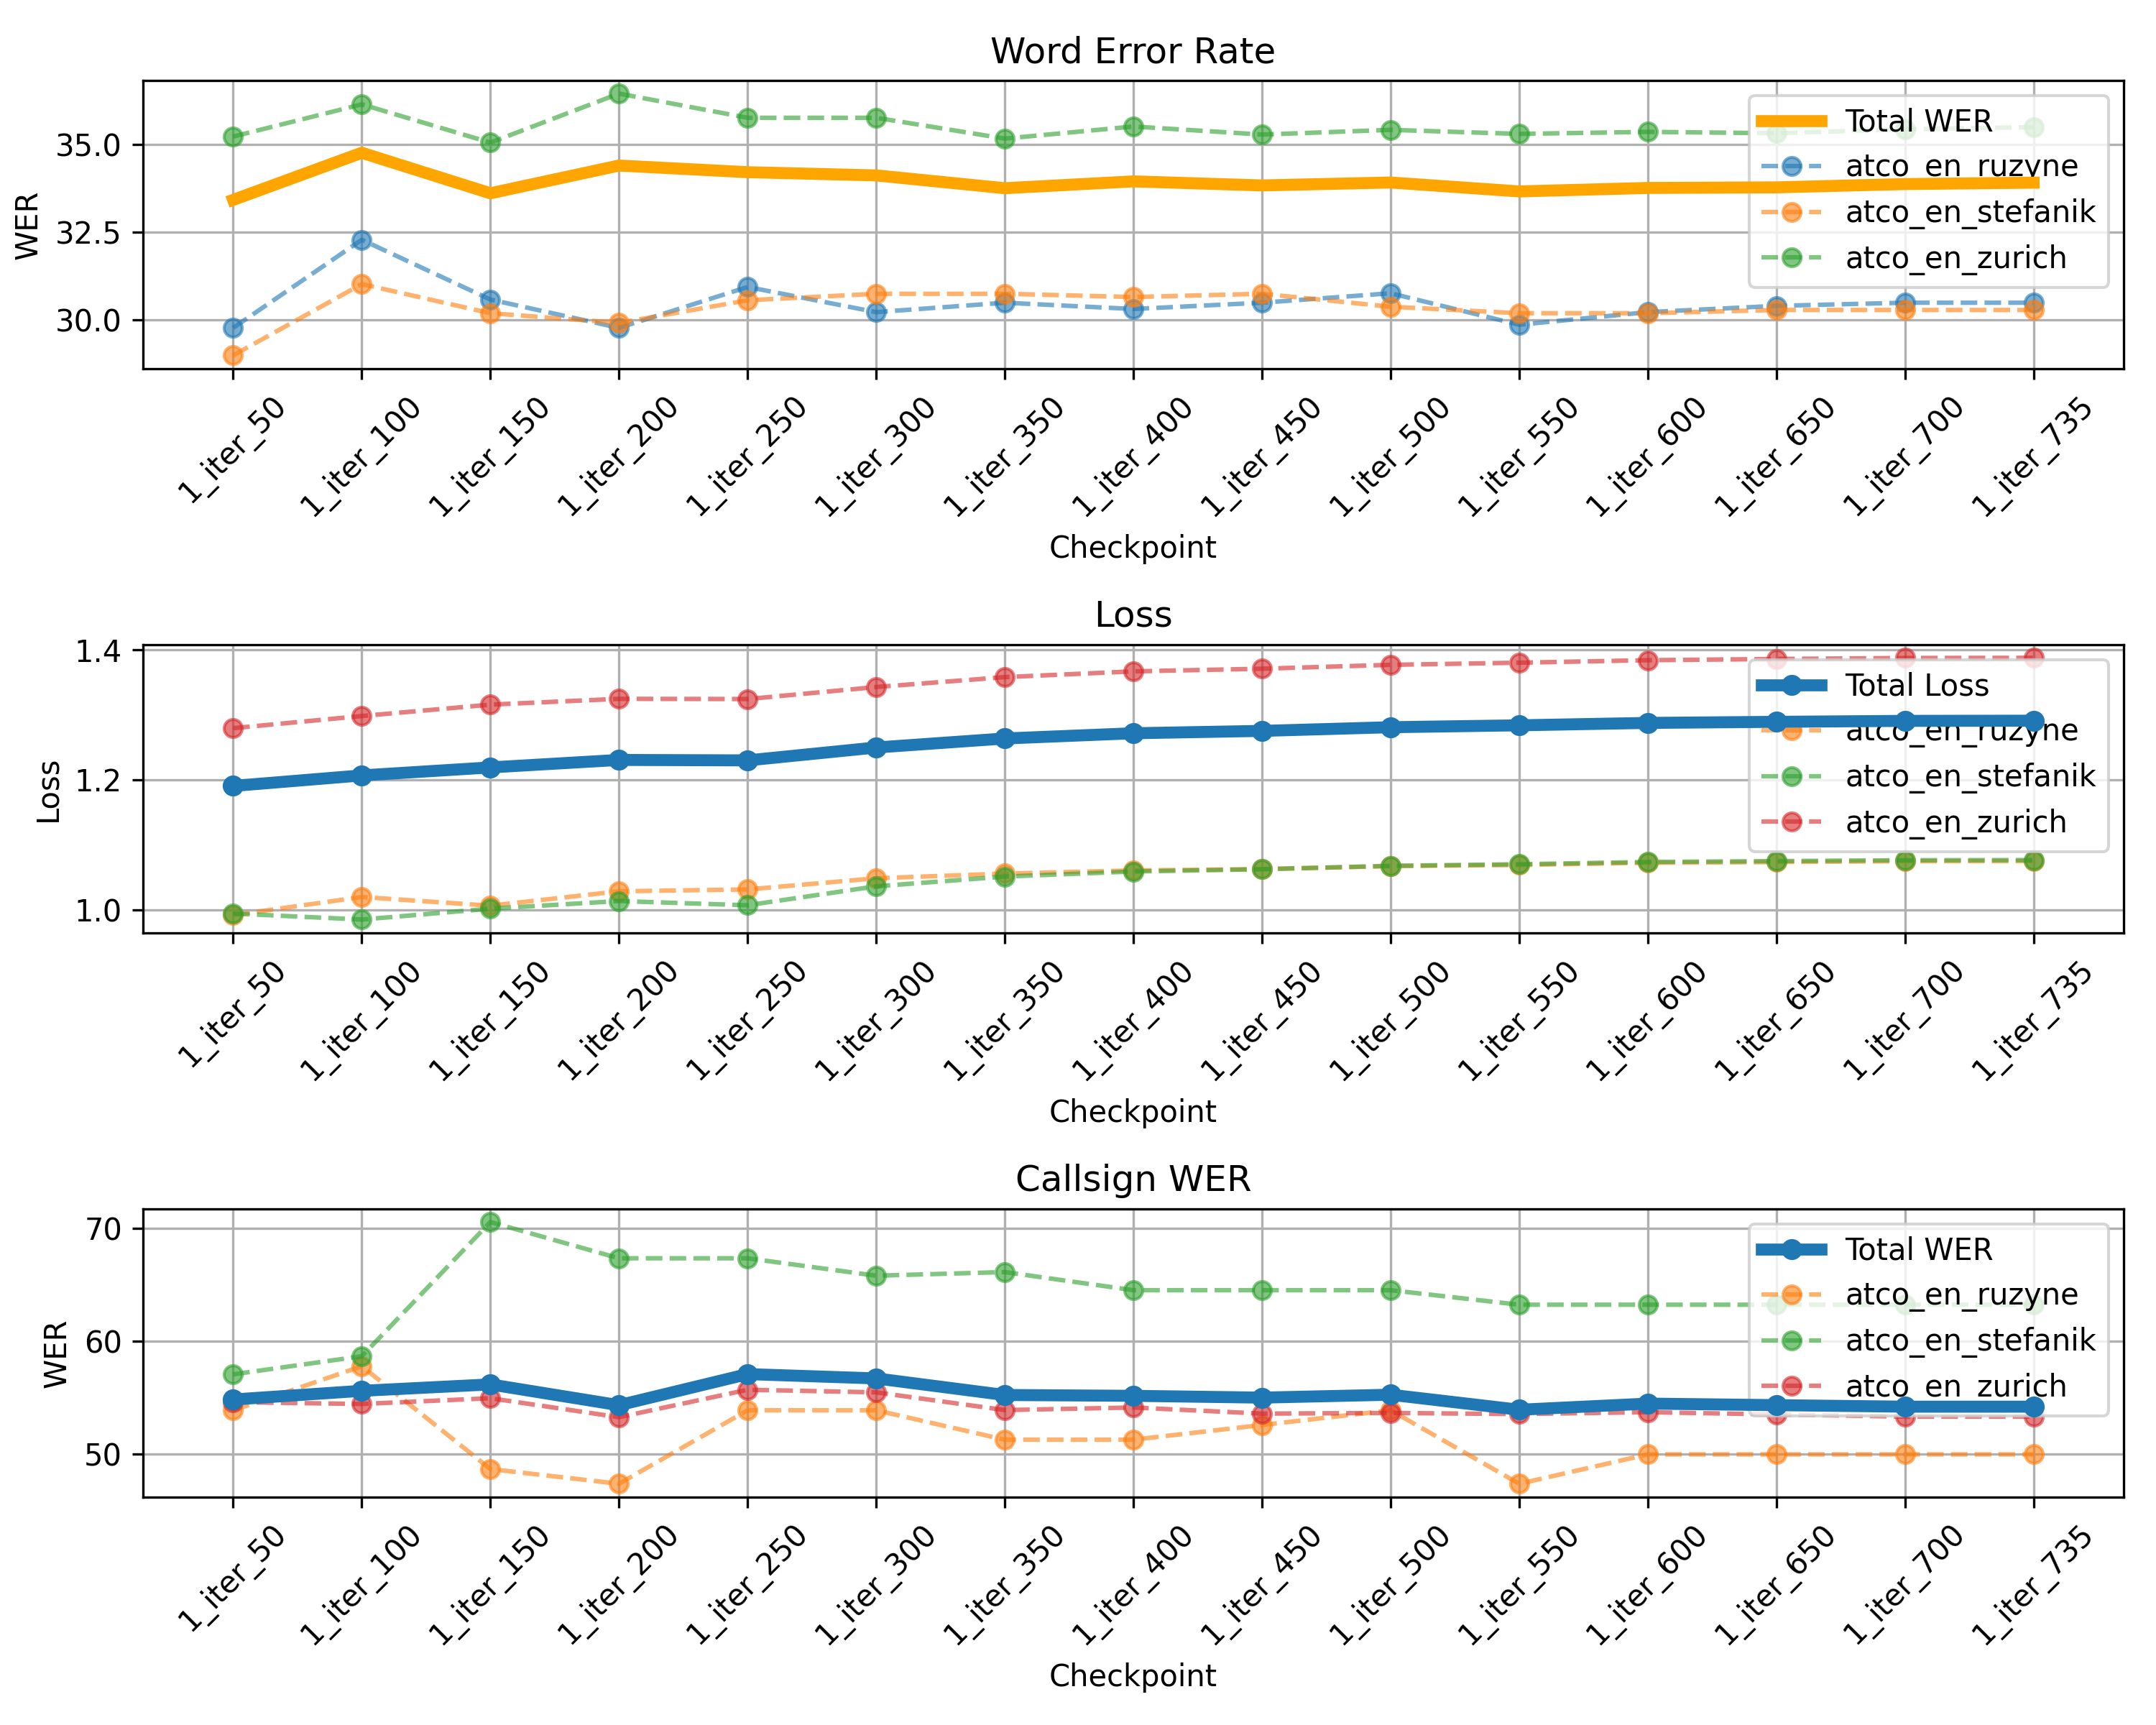 Word Error Rate
WER
35.0
32.5
30.0
Total WER
atco_en_ruzyne
atco_en_stefanik
atco_en_zurich
1_iter_50
1_iter_100
1_iter_150
1_iter_200
1_iter_250
1_iter_300
1_iter_350
1_iter_400
1_iter_450
1_iter_500
1_iter_550
1_iter_600
1_iter_650
1_iter_700
1_iter_735
Checkpoint
Loss
Loss
1.4
1.2
1.0
Total Loss
atco_en_ruzyne
atco_en_stefanik
atco_en_zurich
1_iter_50
1_iter_100
1_iter_150
1_iter_200
1_iter_250
1_iter_300
1_iter_350
1_iter_400
1_iter_450
1_iter_500
1_iter_550
1_iter_600
1_iter_650
1_iter_700
1_iter_735
Checkpoint
Callsign WER
WER
70
60
50
Total WER
atco_en_ruzyne
atco_en_stefanik
atco_en_zurich
1_iter_50
1_iter_100
1_iter_150
1_iter_200
1_iter_250
1_iter_300
1_iter_350
1_iter_400
1_iter_450
1_iter_500
1_iter_550
1_iter_600
1_iter_650
1_iter_700
1_iter_735
Checkpoint